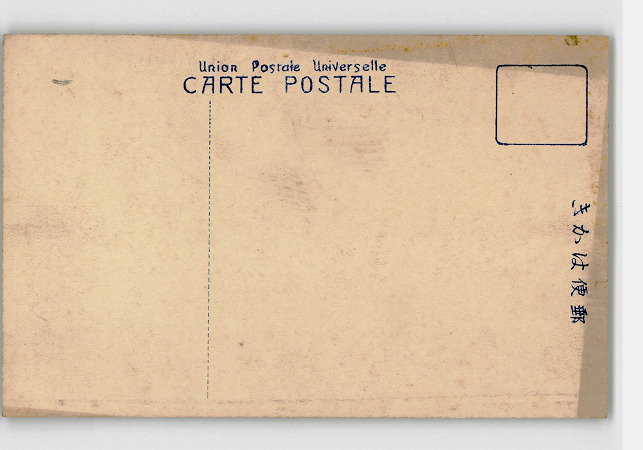 Union Postale Universelle
CARTE POSTALE
郵便はかき